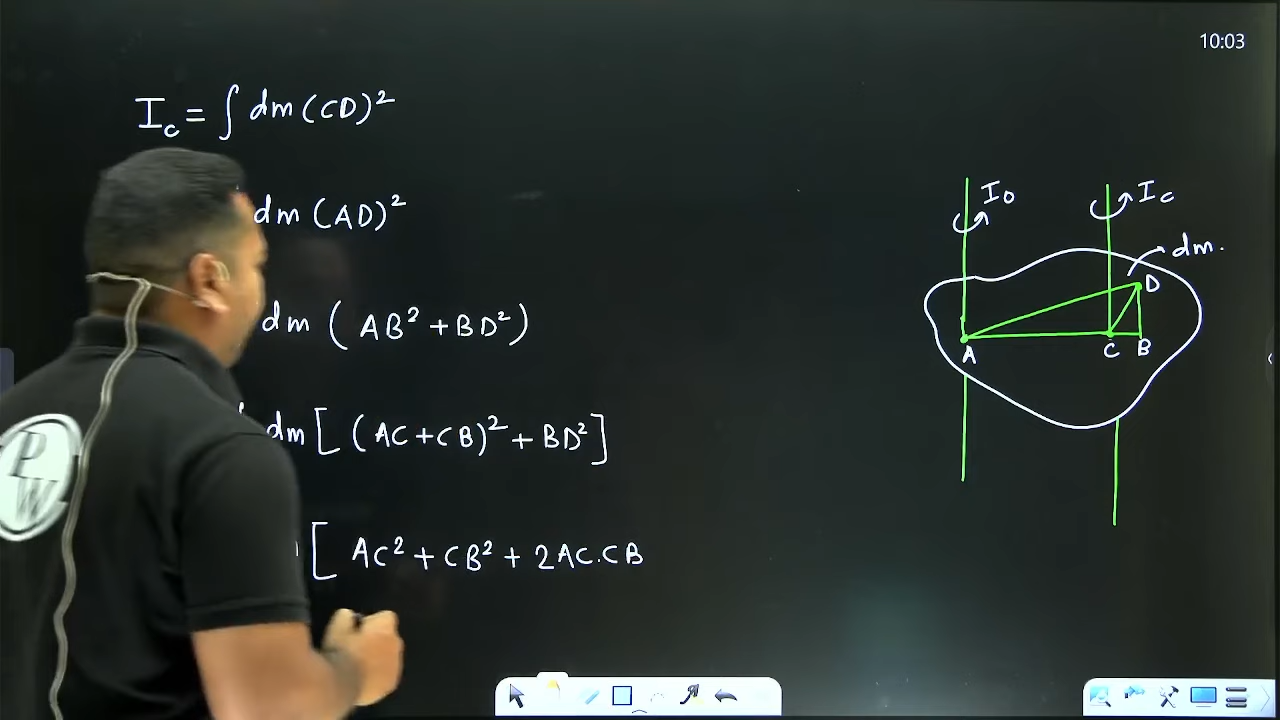 10:03
I_c = ∫ dm (CD)²
dm (AD)²
dm ( AB² + BD² )
dm [ (AC + CB)² + BD² ]
[ AC² + CB² + 2AC.CB
I₀
I_c
dm.
D
A
C
B
PW